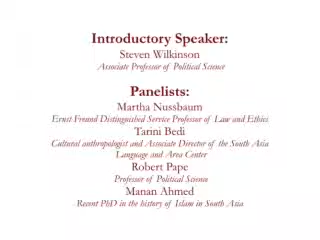 Introductory Speaker:
Steven Wilkinson
Associate Professor of Political Science
Panelists:
Martha Nussbaum
Ernst Freund Distinguished Service Professor of Law and Ethics
Tarini Bedi
Cultural anthropologist and Associate Director of the South Asia
Language and Area Center
Robert Pape
Professor of Political Science
Manan Ahmed
Recent PhD in the history of Islam in South Asia